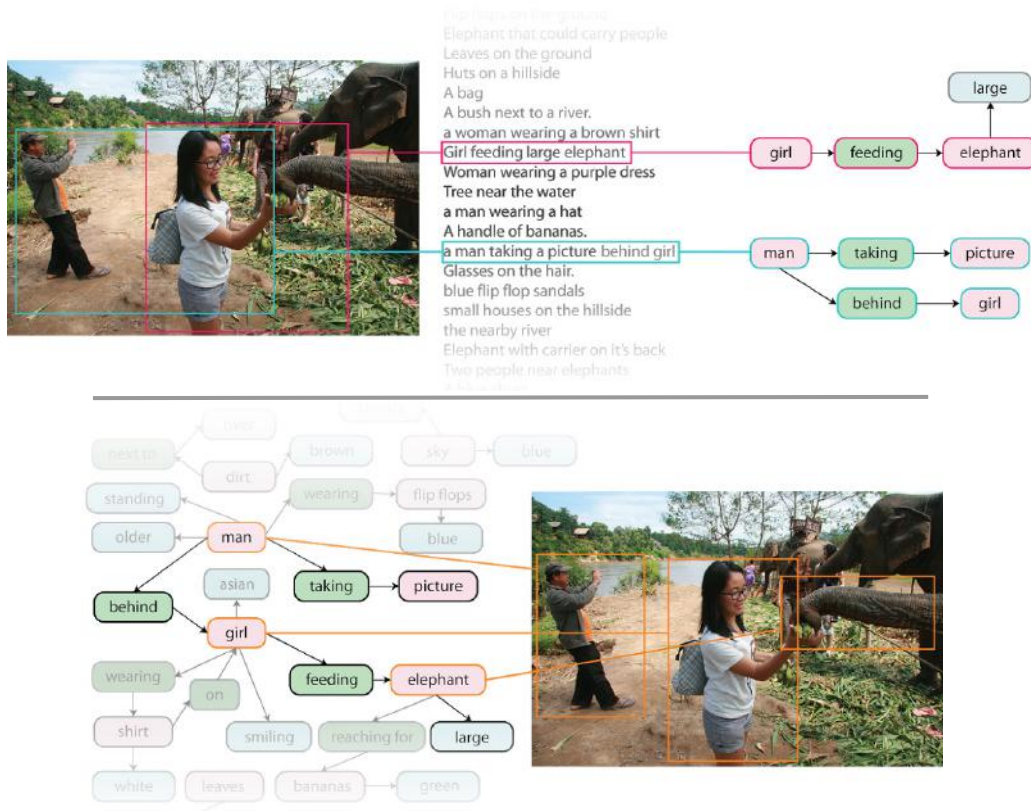 Flip flops on the ground
Elephant that could carry people
Leaves on the ground
Huts on a hillside
A bag
A bush next to a river.
a woman wearing a brown shirt
Girl feeding large elephant
Woman wearing a purple dress
Tree near the water
a man wearing a hat
A handle of bananas.
a man taking a picture behind girl
Glasses on the hair.
blue flip flop sandals
small houses on the hillside
the nearby river
Elephant with carrier on it's back
Two people near elephants
large
girl
feeding
elephant
man
taking
picture
behind
girl
next to
dirt
brown
sky
blue
standing
wearing
flip flops
older
man
blue
asian
taking
picture
behind
girl
wearing
on
feeding
elephant
shirt
smiling
reaching for
large
white
leaves
bananas
green